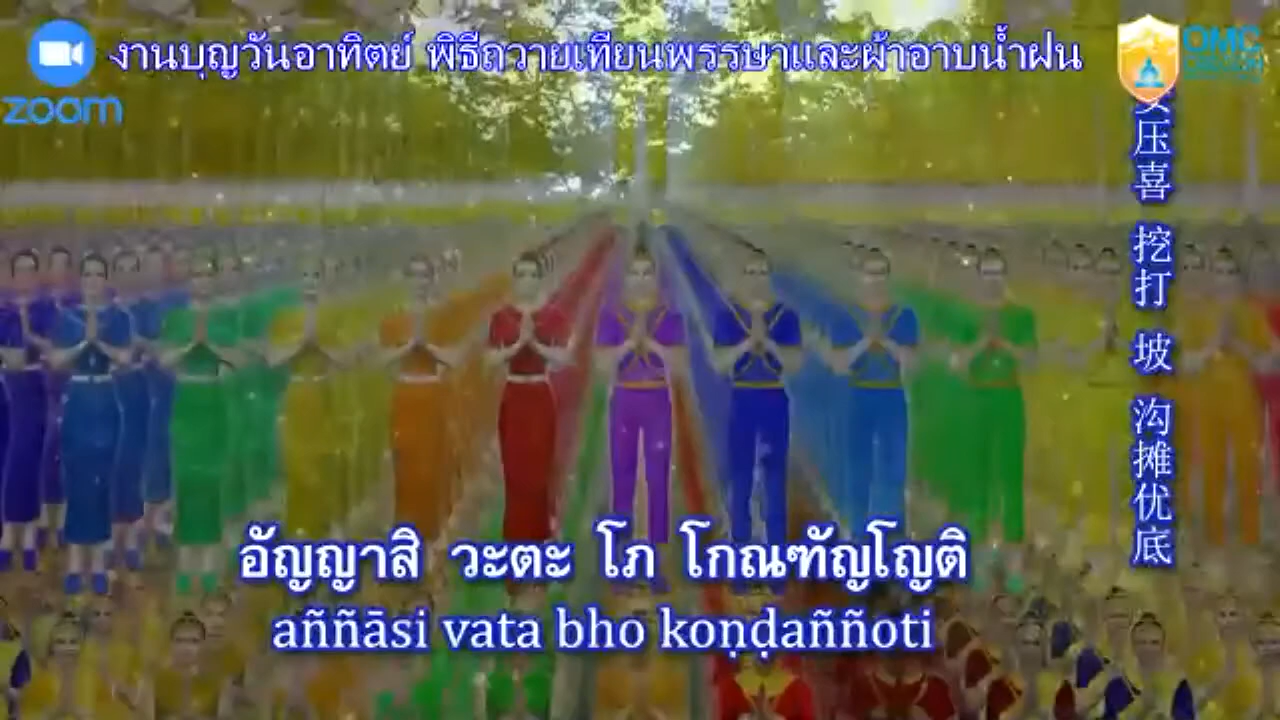 งานบุญวันอาทิตย์ พิธีถวายเทียนพรรษาและผ้าอาบน้ำฝน
zoom
OMC
压喜 挖打 坡 沟摊优底
อัญญาสิ วะตะ โภ โกณฑัญโญติ
aññāsi vata bho koṇḍaññoti